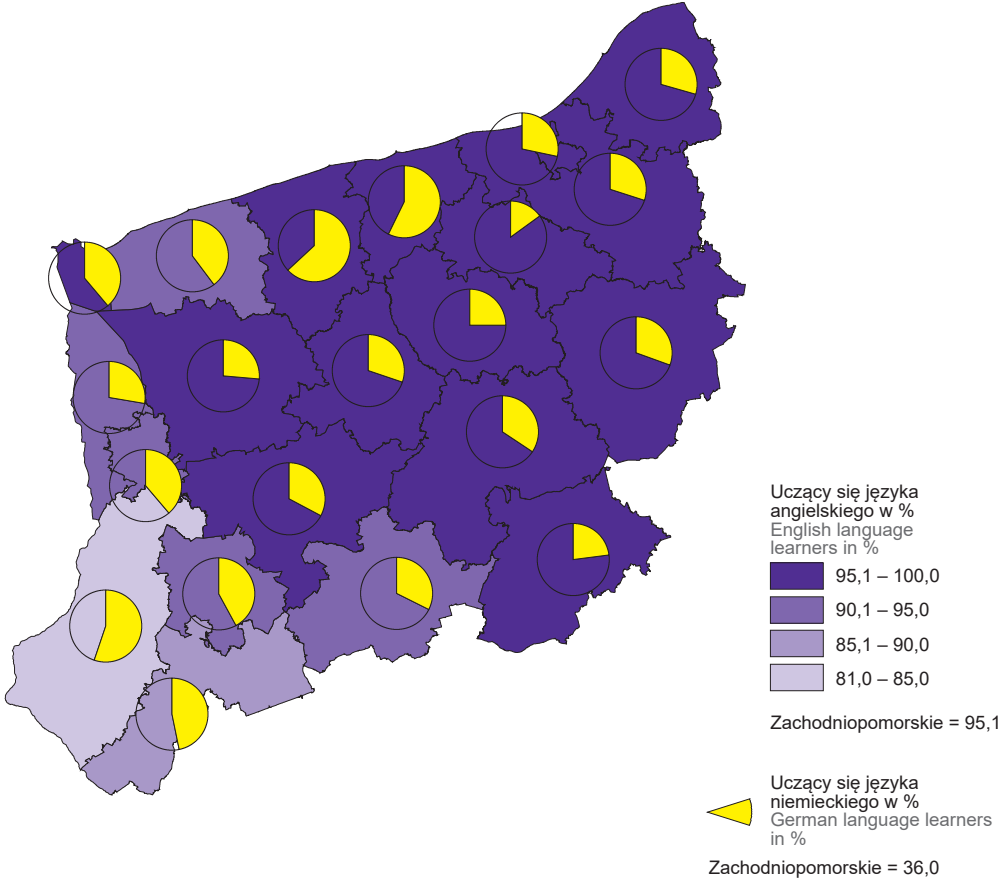 Uczący się języka
angielskiego w %
English language
learners in %
95,1 – 100,0
90,1 – 95,0
85,1 – 90,0
81,0 – 85,0
Zachodniopomorskie = 95,1
Uczący się języka
niemieckiego w %
German language learners
in %
Zachodniopomorskie = 36,0